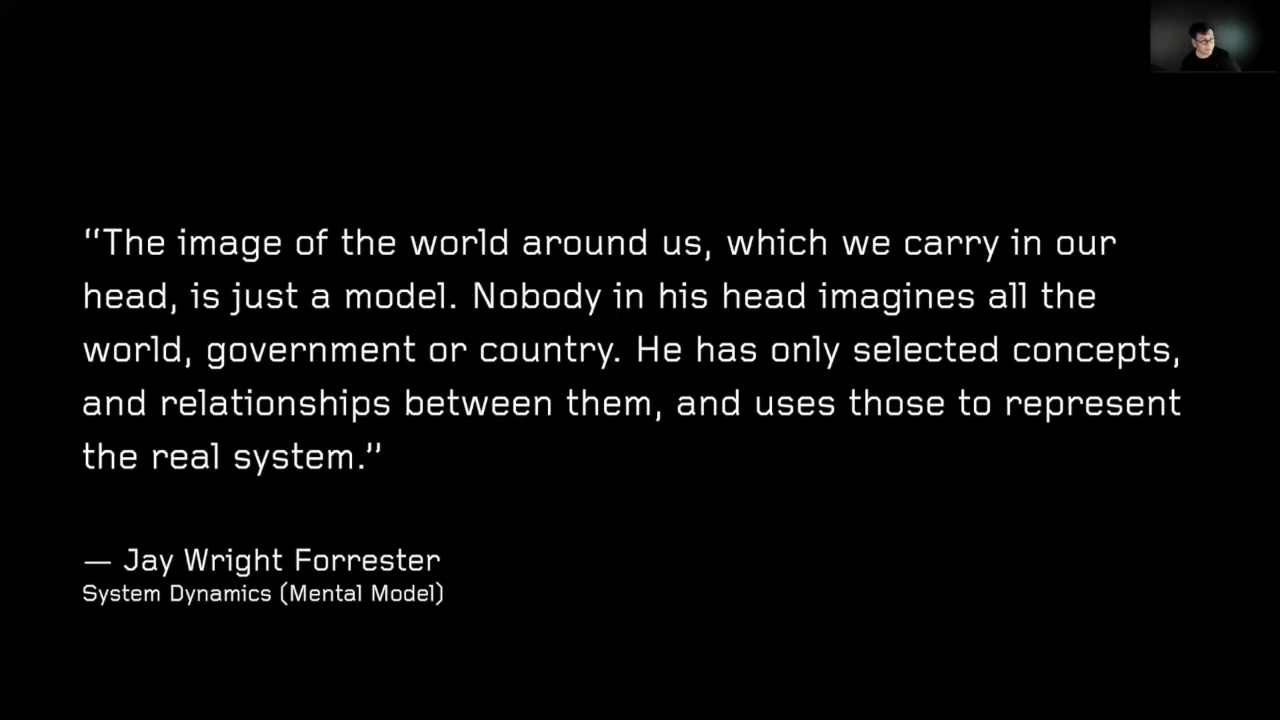 “The image of the world around us, which we carry in our
head, is just a model. Nobody in his head imagines all the
world, government or country. He has only selected concepts,
and relationships between them, and uses those to represent
the real system.”
— Jay Wright Forrester
System Dynamics (Mental Model)